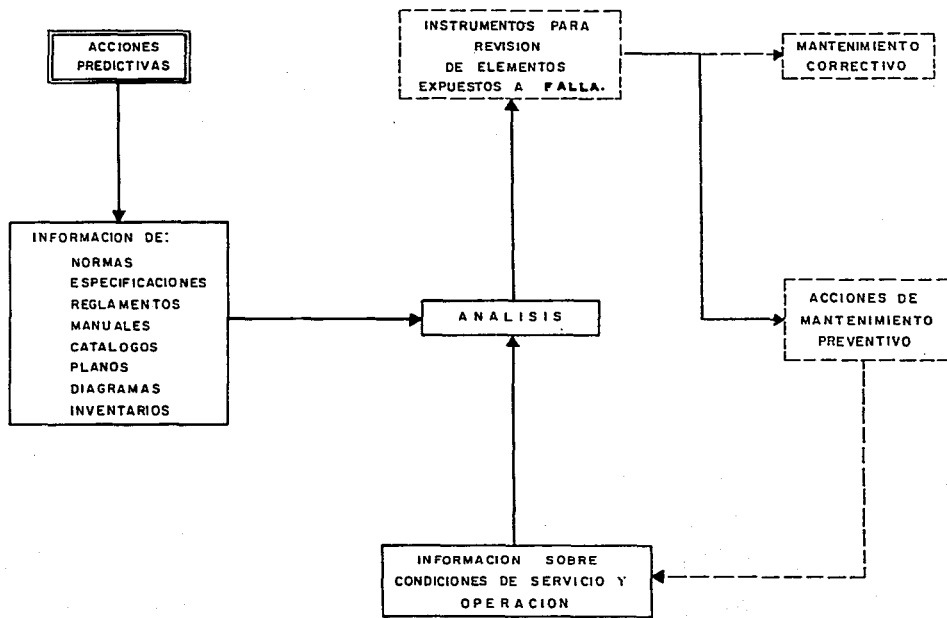 ACCIONES
PREDICTIVAS
INSTRUMENTOS PARA
REVISION
DE ELEMENTOS
EXPUESTOS A FALLA.
MANTENIMIENTO
CORRECTIVO
INFORMACION DE:
NORMAS
ESPECIFICACIONES
REGLAMENTOS
MANUALES
CATALOGOS
PLANOS
DIAGRAMAS
INVENTARIOS
ANALISIS
ACCIONES DE
MANTENIMIENTO
PREVENTIVO
INFORMACION SOBRE
CONDICIONES DE SERVICIO Y
OPERACION